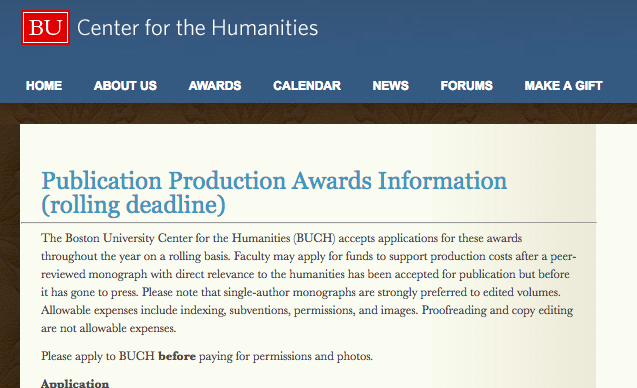 BU Center for the Humanities
HOME ABOUT US AWARDS CALENDAR NEWS FORUMS MAKE A GIFT
Publication Production Awards Information
(rolling deadline)
The Boston University Center for the Humanities (BUCH) accepts applications for these awards
throughout the year on a rolling basis. Faculty may apply for funds to support production costs after a peer-
reviewed monograph with direct relevance to the humanities has been accepted for publication but before
it has gone to press. Please note that single-author monographs are strongly preferred to edited volumes.
Allowable expenses include indexing, subventions, permissions, and images. Proofreading and copy editing
are not allowable expenses.
Please apply to BUCH before paying for permissions and photos.
Application